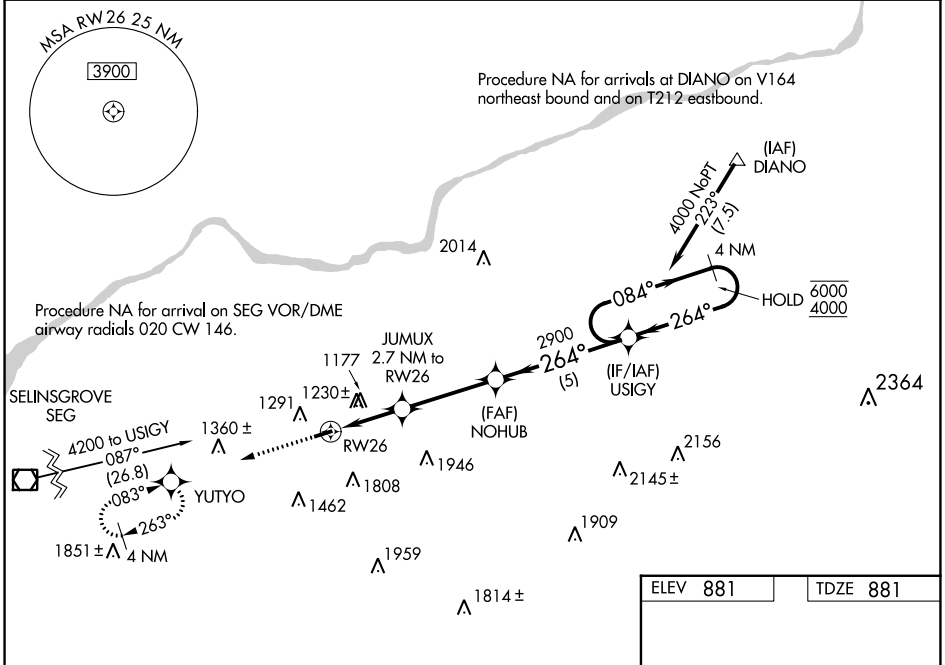 MSA RW26 25 NM
3900
Procedure NA for arrivals at DIANO on V164
northeast bound and on T212 eastbound.
(IAF)
DIANO
4000 NoPT
223°
(7.5)
4 NM
2014
084°
HOLD
6000
4000
264°
Procedure NA for arrival on SEG VOR/DME
airway radials 020 CW 146.
JUMUX
2.7 NM to
RW26
2900
264°
(5)
(IF/IAF)
USIGY
1177
1230±
1291
(FAF)
NOHUB
2364
SELINSGROVE
SEG
4200 to USIGY
087°
(26.8)
1360±
RW26
1946
2156
2145±
083°
YUTYO
263°
1808
1462
1851±
4 NM
1909
1959
1814±
ELEV 881
TDZE 881